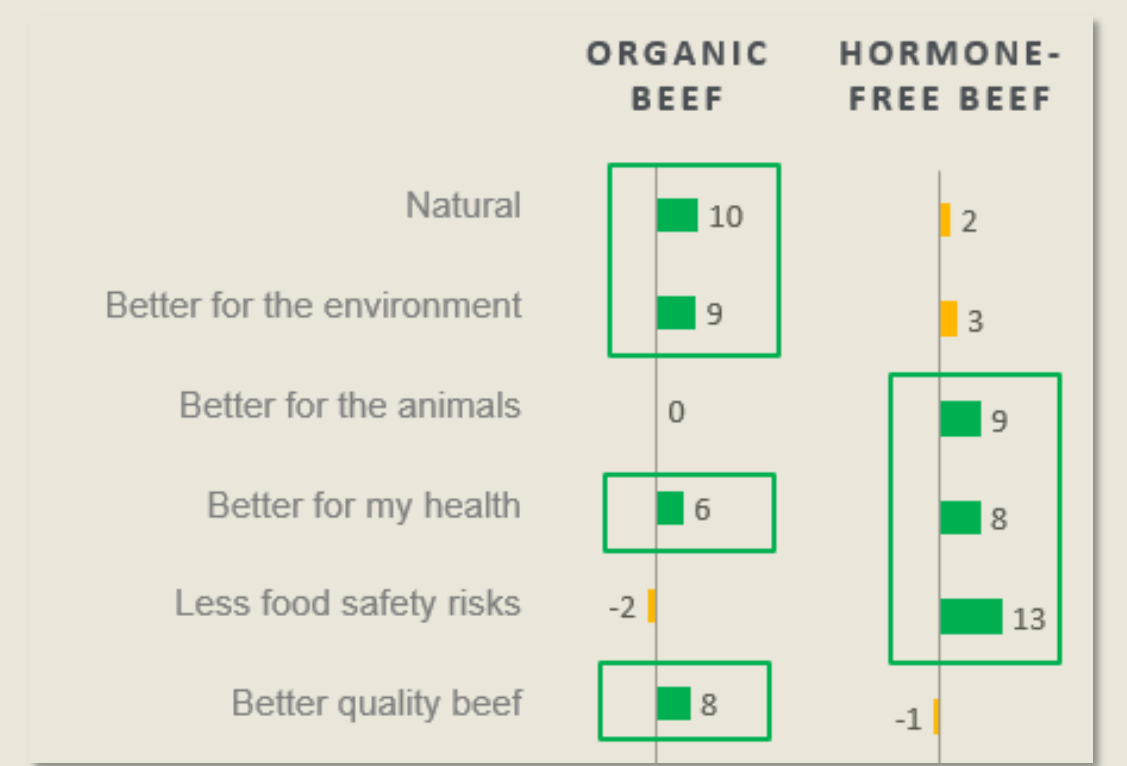 ORGANIC BEEF
HORMONE-FREE BEEF
Natural 10 2
Better for the environment 9 3
Better for the animals 0 9
Better for my health 6 8
Less food safety risks -2 13
Better quality beef 8 -1